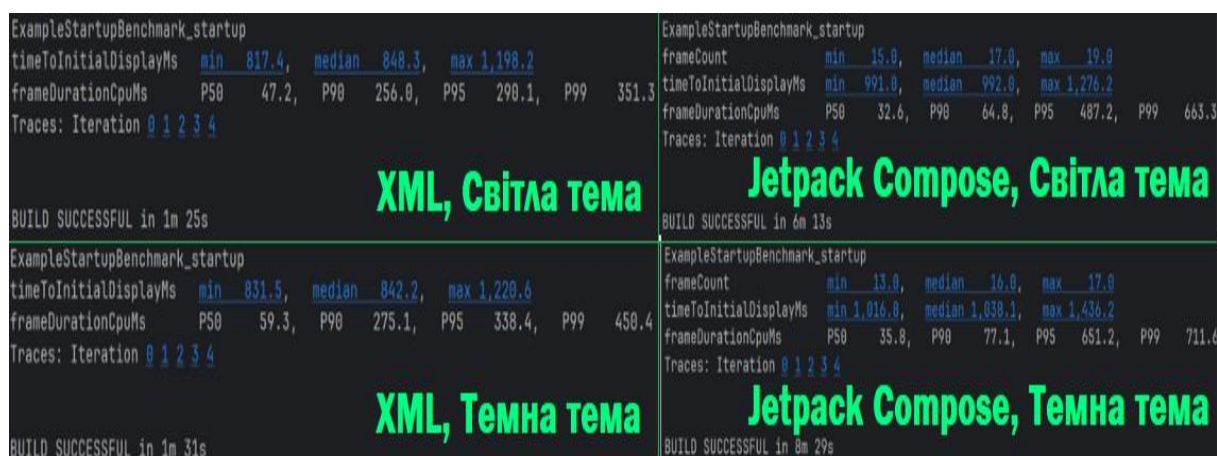 ExampleStartupBenchmark_startup
timeToInitialDisplayMs min 817.4, median 848.3, max 1,198.2
frameDurationCpuMs P50 47.2, P90 256.0, P95 290.1, P99 351.3
Traces: Iteration 0 1 2 3 4
XML, Світла тема
BUILD SUCCESSFUL in 1m 25s
ExampleStartupBenchmark_startup
frameCount min 15.0, median 17.0, max 19.0
timeToInitialDisplayMs min 991.0, median 992.0, max 1,276.2
frameDurationCpuMs P50 32.6, P90 64.8, P95 487.2, P99 663.3
Traces: Iteration 0 1 2 3 4
Jetpack Compose, Світла тема
BUILD SUCCESSFUL in 6m 13s
ExampleStartupBenchmark_startup
timeToInitialDisplayMs min 831.5, median 842.2, max 1,220.6
frameDurationCpuMs P50 59.3, P90 275.1, P95 338.4, P99 450.4
Traces: Iteration 0 1 2 3 4
XML, Темна тема
BUILD SUCCESSFUL in 1m 31s
ExampleStartupBenchmark_startup
frameCount min 13.0, median 16.0, max 17.0
timeToInitialDisplayMs min 1,016.8, median 1,038.1, max 1,436.2
frameDurationCpuMs P50 35.8, P90 77.1, P95 651.2, P99 711.6
Traces: Iteration 0 1 2 3 4
Jetpack Compose, Темна тема
BUILD SUCCESSFUL in 8m 29s